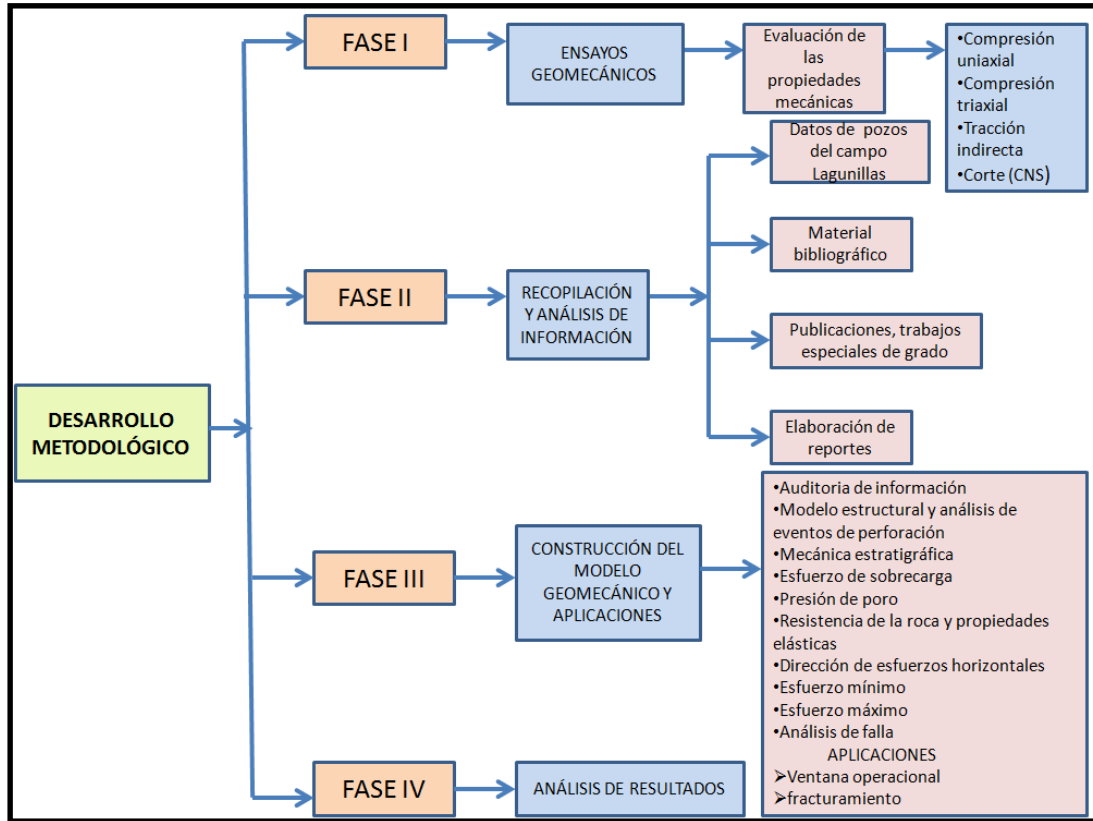 DESARROLLO
METODOLÓGICO
FASE I
ENSAYOS
GEOMECÁNICOS
Evaluación de
las
propiedades
mecánicas
•Compresión
uniaxial
•Compresión
triaxial
•Tracción
indirecta
•Corte (CNS)
FASE II
RECOPILACIÓN
Y ANÁLISIS DE
INFORMACIÓN
Datos de pozos
del campo
Lagunillas
Material
bibliográfico
Publicaciones, trabajos
especiales de grado
Elaboración de
reportes
FASE III
CONSTRUCCIÓN DEL
MODELO
GEOMECÁNICO Y
APLICACIONES
•Auditoria de información
•Modelo estructural y análisis de
eventos de perforación
•Mecánica estratigráfica
•Esfuerzo de sobrecarga
•Presión de poro
•Resistencia de la roca y propiedades
elásticas
•Dirección de esfuerzos horizontales
•Esfuerzo mínimo
•Esfuerzo máximo
•Análisis de falla
APLICACIONES
➢Ventana operacional
➢fracturamiento
FASE IV
ANÁLISIS DE RESULTADOS